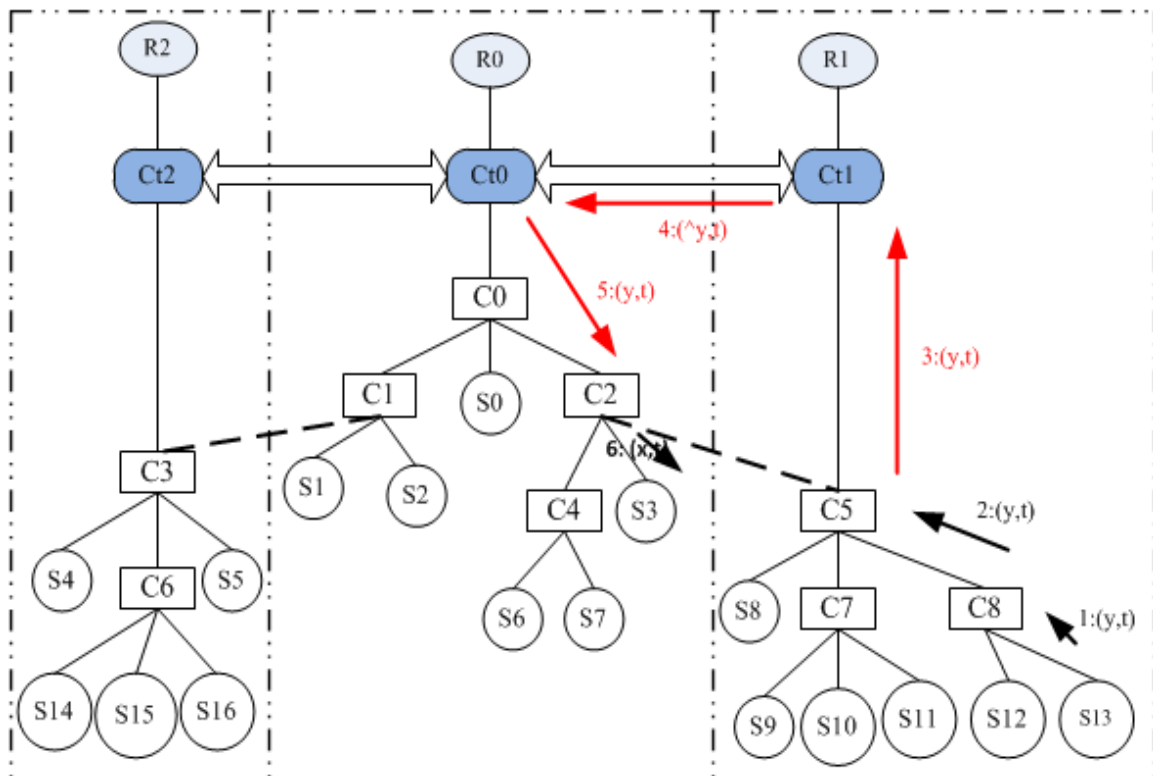 R2
R0
R1
Ct2
Ct0
Ct1
4:(^y,t)
5:(y,t)
3:(y,t)
C0
C1
S0
C2
6: (x,t)
C3
S1
S2
C4
S3
C5
2:(y,t)
S4
C6
S5
S6
S7
S8
C7
C8
1:(y,t)
S14
S15
S16
S9
S10
S11
S12
S13